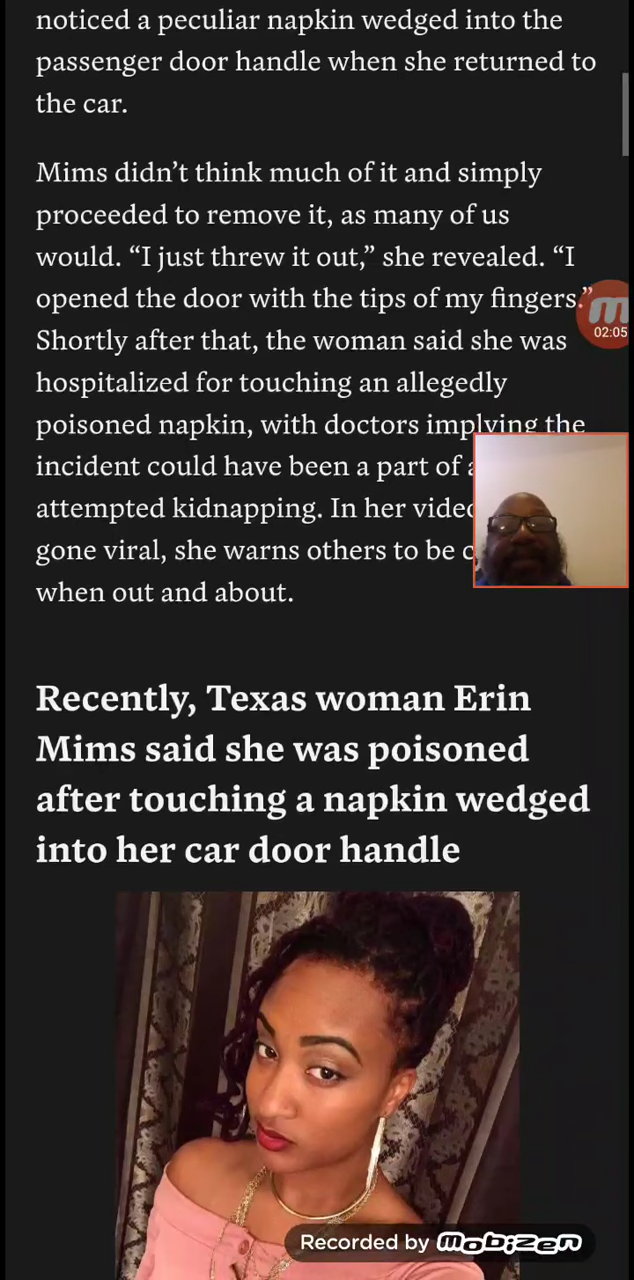 noticed a peculiar napkin wedged into the
passenger door handle when she returned to
the car.
Mims didn’t think much of it and simply
proceeded to remove it, as many of us
would. “I just threw it out,” she revealed. “I
opened the door with the tips of my fingers.”
Shortly after that, the woman said she was
hospitalized for touching an allegedly
poisoned napkin, with doctors implying the
incident could have been a part of
attempted kidnapping. In her
gone viral, she warns others to be
when out and about.
Recently, Texas woman Erin
Mims said she was poisoned
after touching a napkin wedged
into her car door handle
m
02:05
Recorded by mobizen